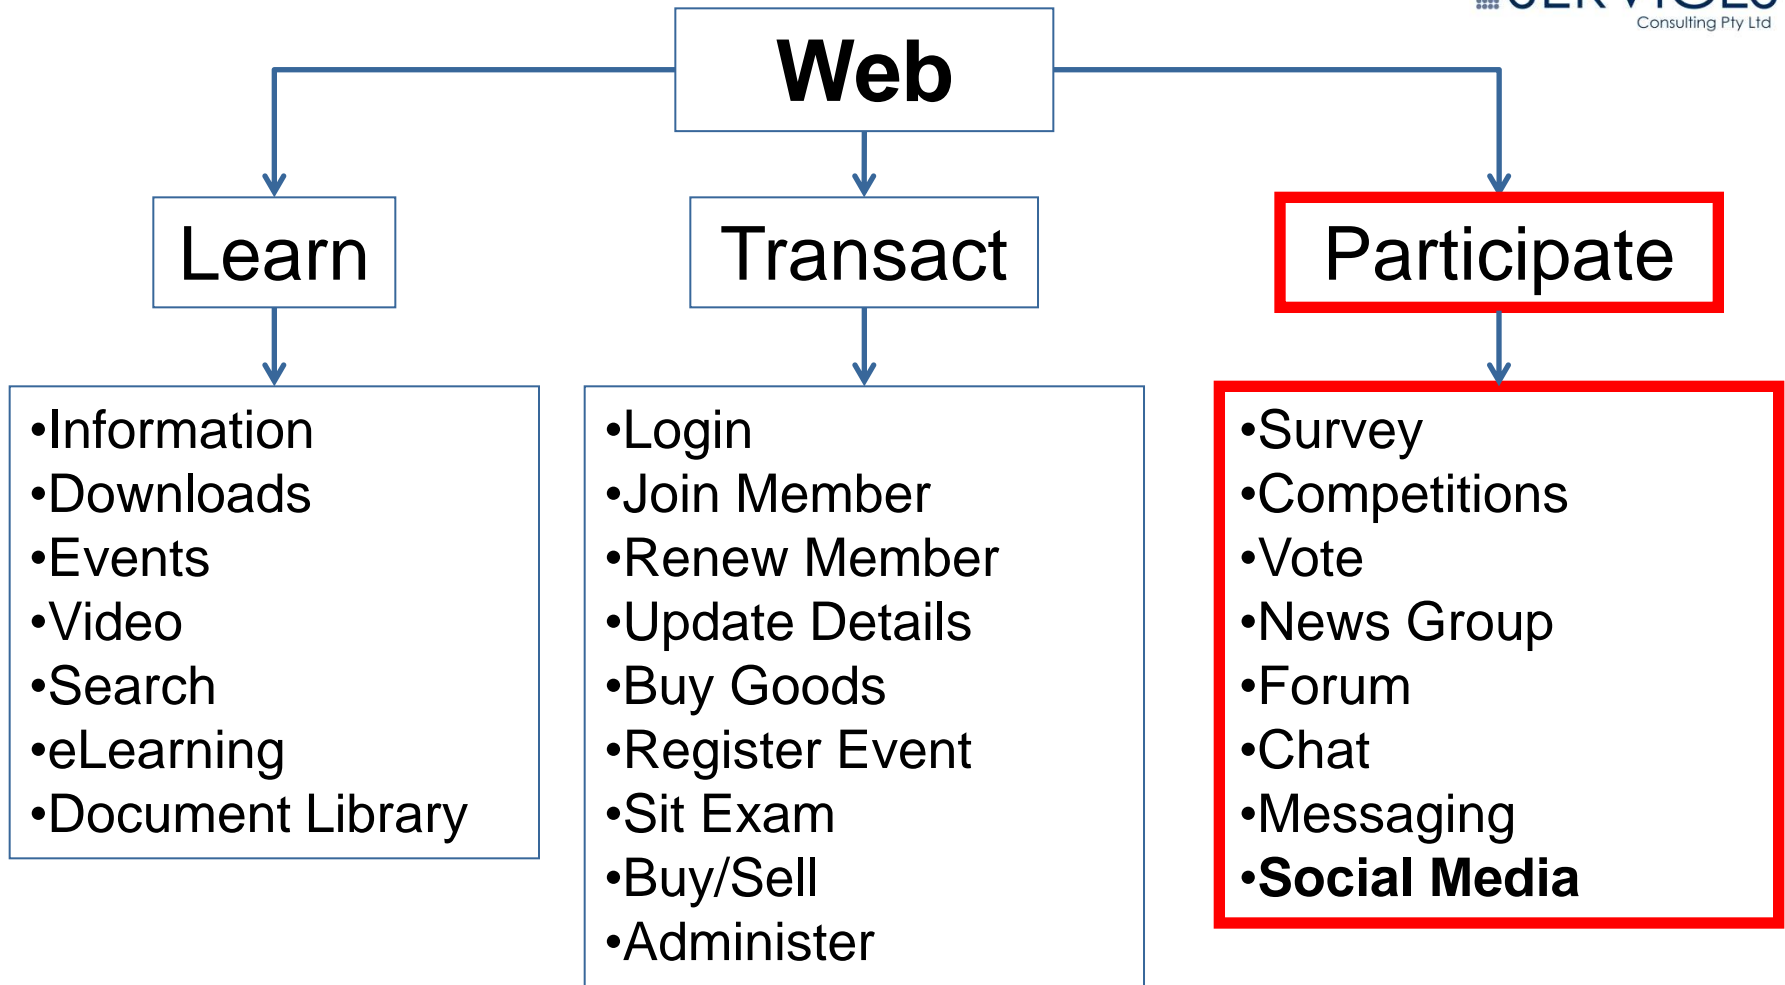 Consulting Pty Ltd
Web
Learn
Transact
Participate
•Information
•Downloads
•Events
•Video
•Search
•eLearning
•Document Library
•Login
•Join Member
•Renew Member
•Update Details
•Buy Goods
•Register Event
•Sit Exam
•Buy/Sell
•Administer
•Survey
•Competitions
•Vote
•News Group
•Forum
•Chat
•Messaging
•Social Media